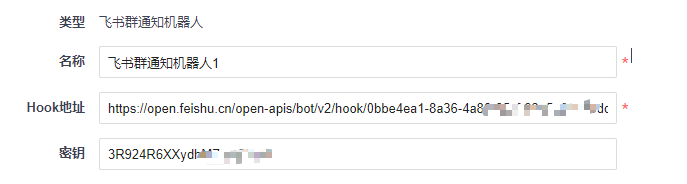 类型 飞书群通知机器人
名称 飞书群通知机器人1 *
Hook地址 https://open.feishu.cn/open-apis/bot/v2/hook/0bbe4ea1-8a36-4a8 *
密钥 3R924R6XXydhM7